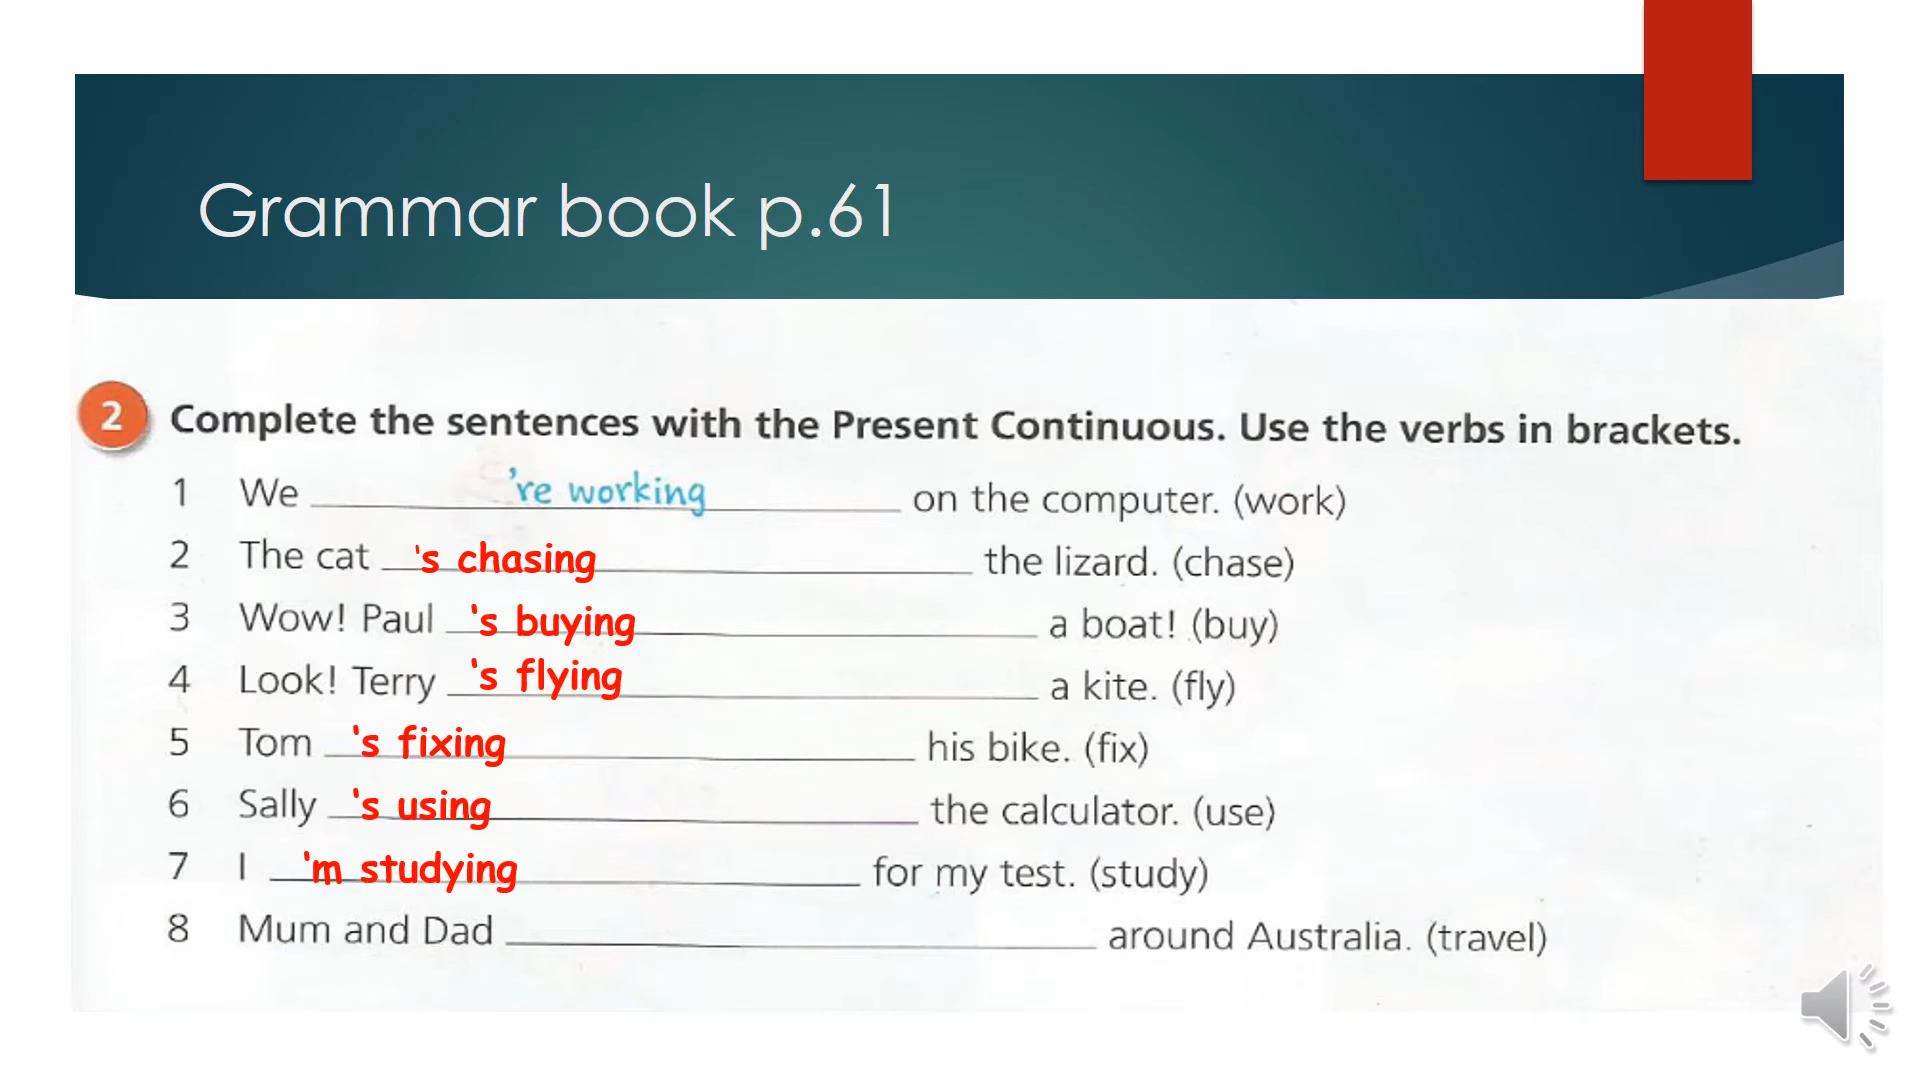 Grammar book p.61
2 Complete the sentences with the Present Continuous. Use the verbs in brackets.
1 We 're working on the computer. (work)
2 The cat 's chasing the lizard. (chase)
3 Wow! Paul 's buying a boat! (buy)
4 Look! Terry 's flying a kite. (fly)
5 Tom 's fixing his bike. (fix)
6 Sally 's using the calculator. (use)
7 I 'm studying for my test. (study)
8 Mum and Dad ____________ around Australia. (travel)